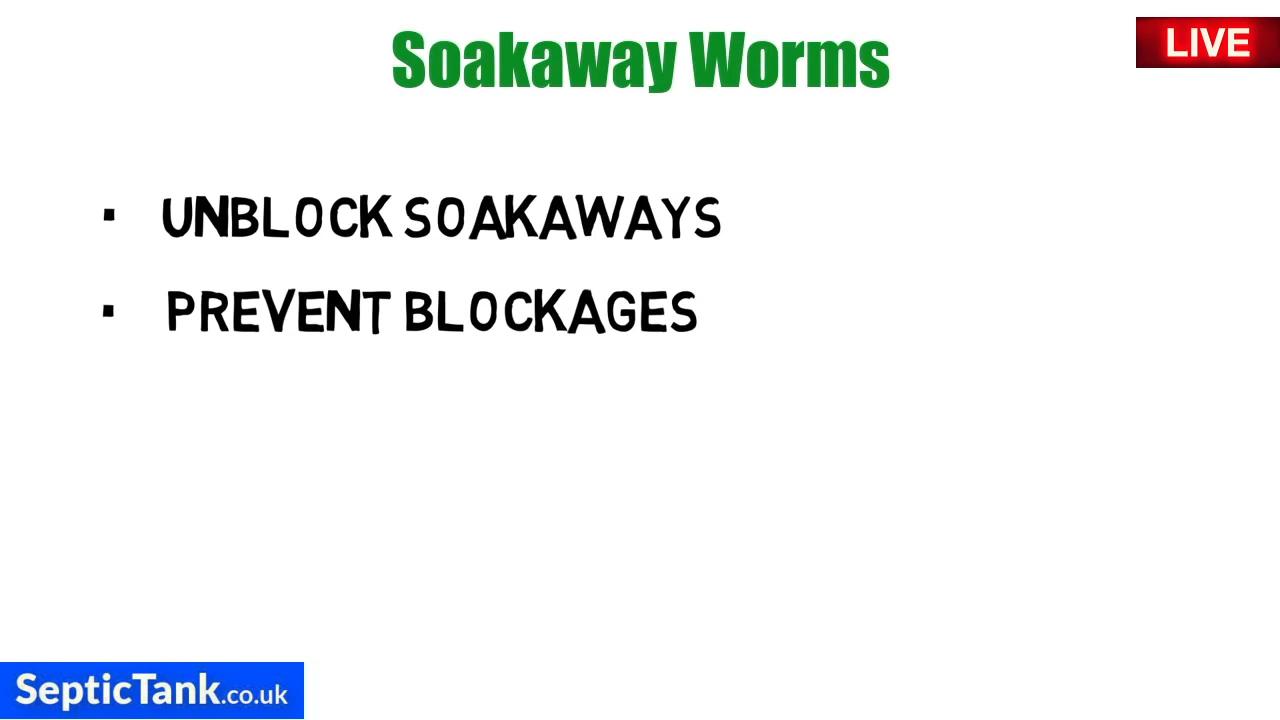 Soakaway Worms
LIVE
▪ UNBLOCK SOAKAWAYS
▪ PREVENT BLOCKAGES
SepticTank.co.uk